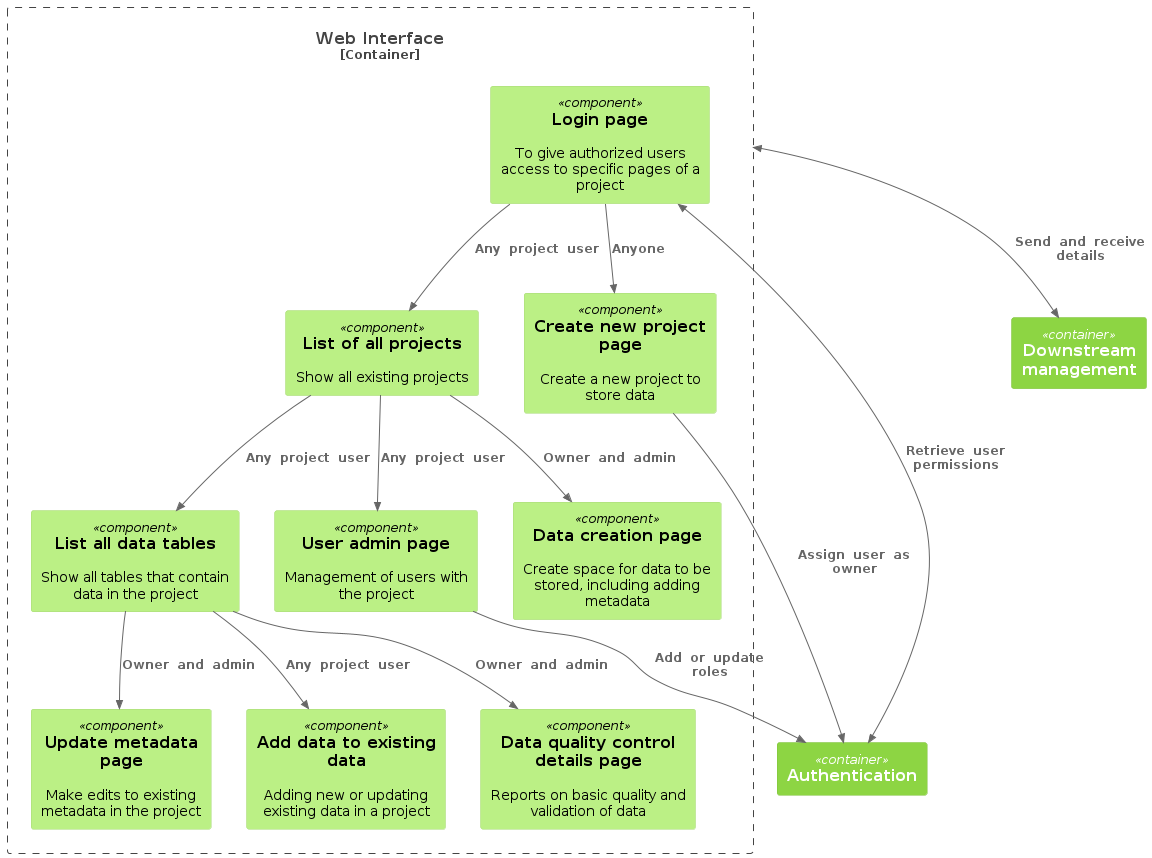 Web Interface
[Container]
«component»
Login page
To give authorized users
access to specific pages of a
project
Send and receive
details
Any project user
Anyone
«component»
Create new project
page
Create a new project to
store data
«component»
List of all projects
Show all existing projects
«container»
Downstream
management
Retrieve user
permissions
Any project user
Any project user
Owner and admin
«component»
List all data tables
Show all tables that contain
data in the project
«component»
User admin page
Management of users with
the project
«component»
Data creation page
Create space for data to be
stored, including adding
metadata
Assign user as
owner
Owner and admin
Any project user
Owner and admin
Add or update
roles
«component»
Update metadata
page
Make edits to existing
metadata in the project
«component»
Add data to existing
data
Adding new or updating
existing data in a project
«component»
Data quality control
details page
Reports on basic quality and
validation of data
«container»
Authentication